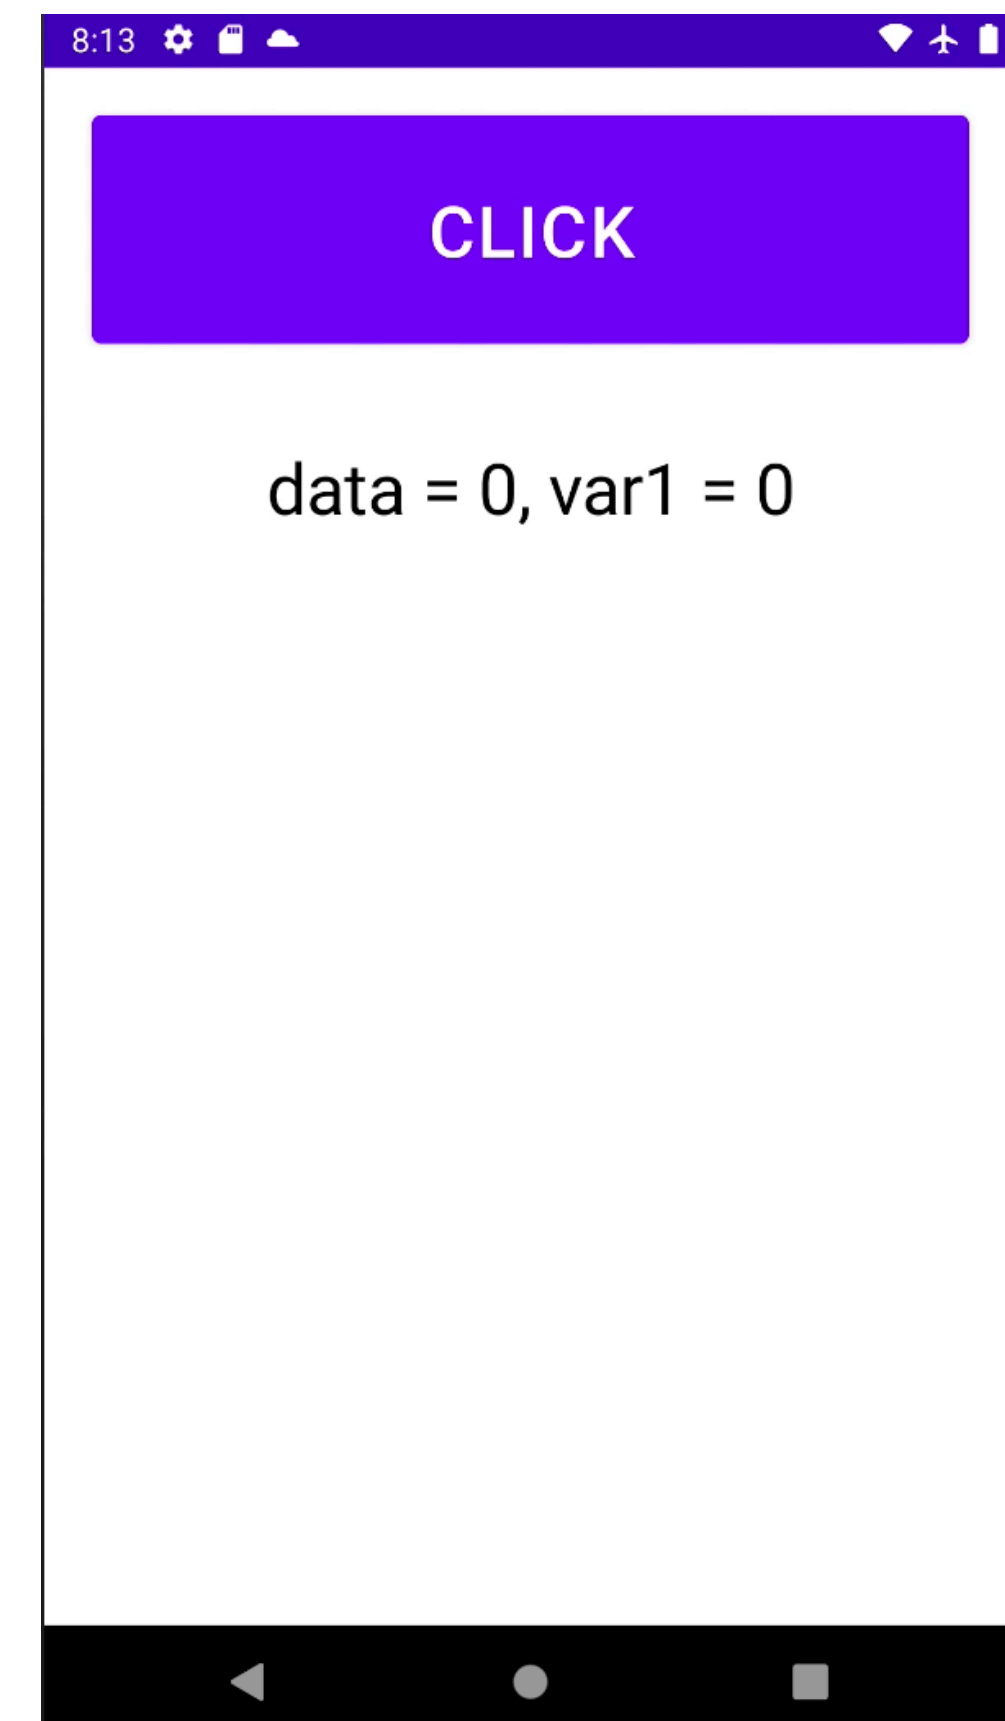 8:13
CLICK
data = 0, var1 = 0